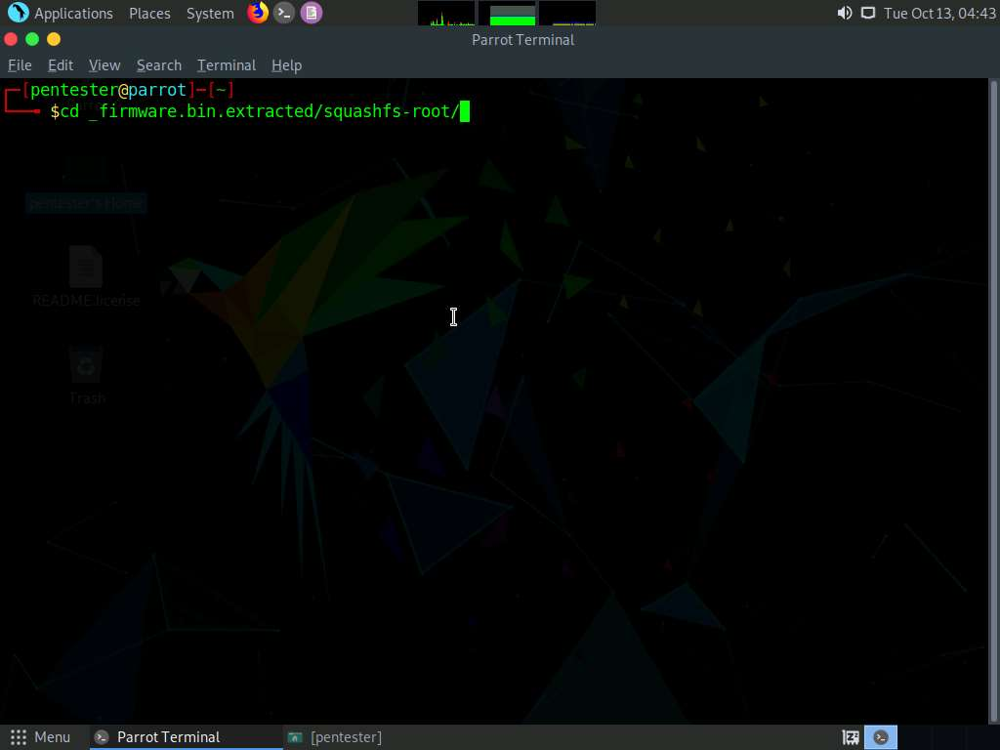 Applications Places System Tue Oct 13, 04:43
Parrot Terminal
File Edit View Search Terminal Help
┌─[pentester@parrot]─[~]
└──╼ $cd _firmware.bin.extracted/squashfs-root/
pentester's Home
README.license
Trash
Menu Parrot Terminal [pentester]